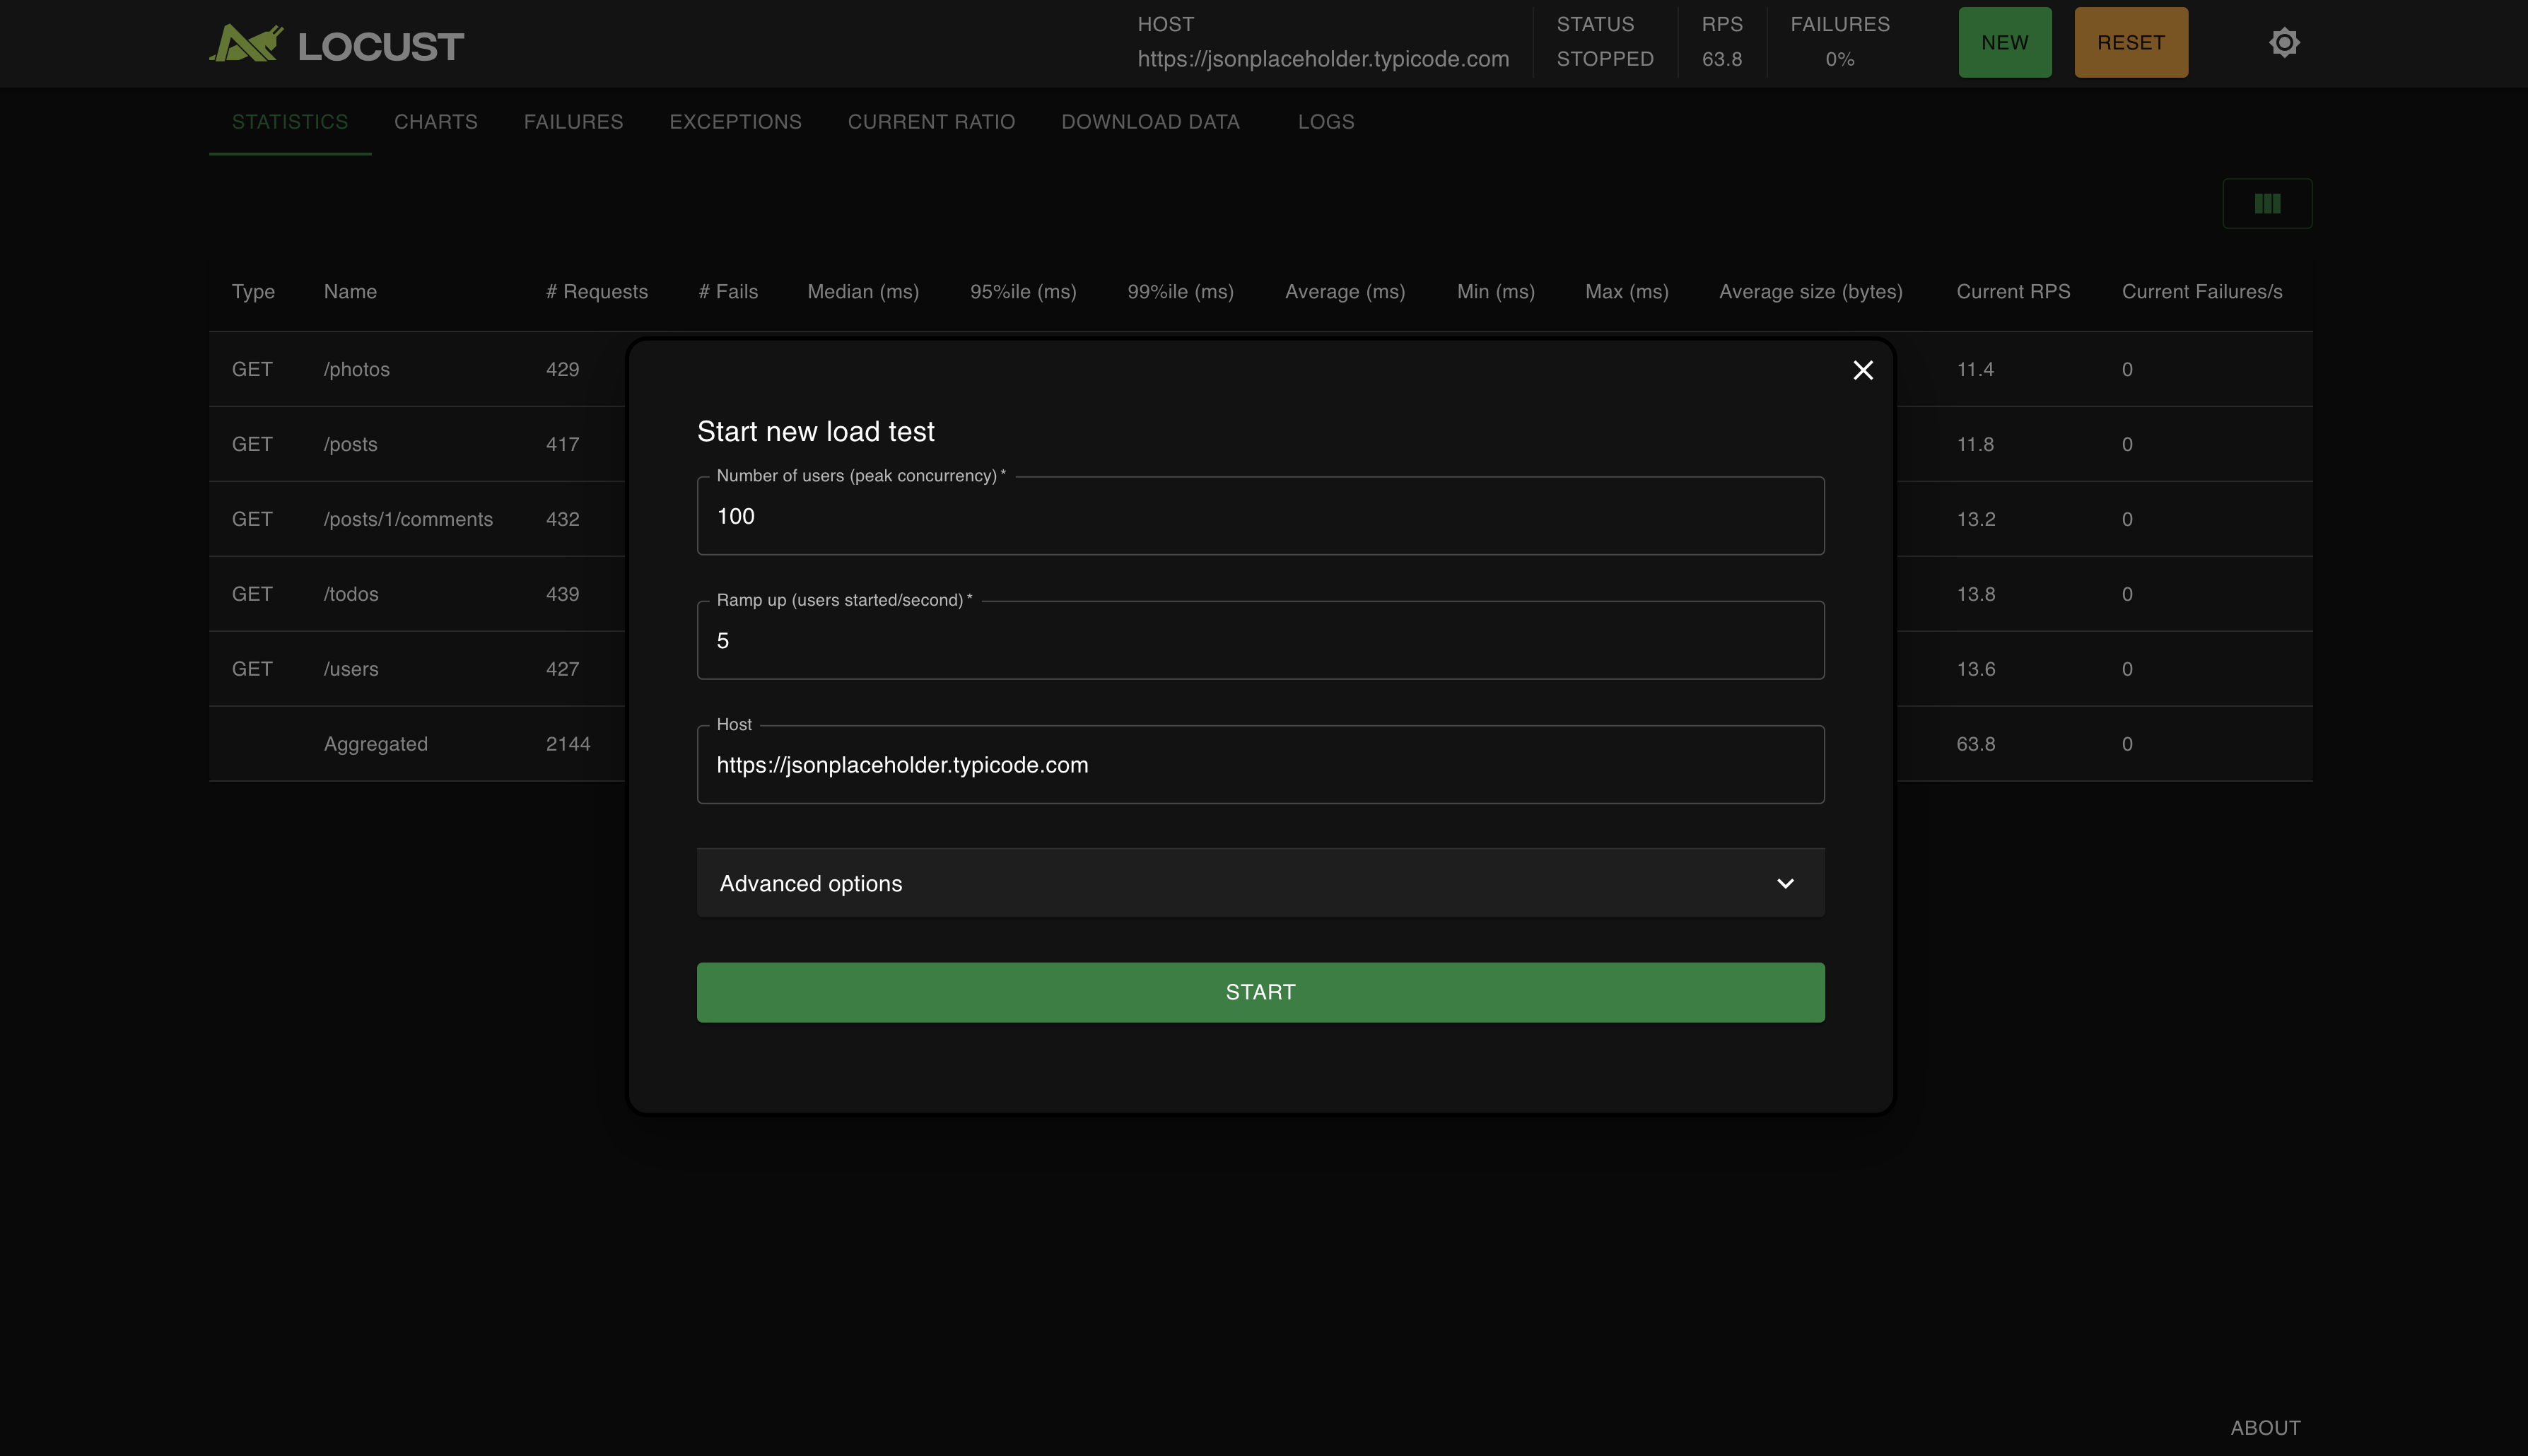 LOCUST
HOST
https://jsonplaceholder.typicode.com
STATUS
STOPPED
RPS
63.8
FAILURES
0%
NEW
RESET
STATISTICS CHARTS FAILURES EXCEPTIONS CURRENT RATIO DOWNLOAD DATA LOGS
Type Name # Requests # Fails Median (ms) 95%ile (ms) 99%ile (ms) Average (ms) Min (ms) Max (ms) Average size (bytes) Current RPS Current Failures/s
GET /photos 429 11.4 0
GET /posts 417 11.8 0
GET /posts/1/comments 432 13.2 0
GET /todos 439 13.8 0
GET /users 427 13.6 0
Aggregated 2144 63.8 0
Start new load test
Number of users (peak concurrency) *
100
Ramp up (users started/second) *
5
Host
https://jsonplaceholder.typicode.com
Advanced options
START
ABOUT